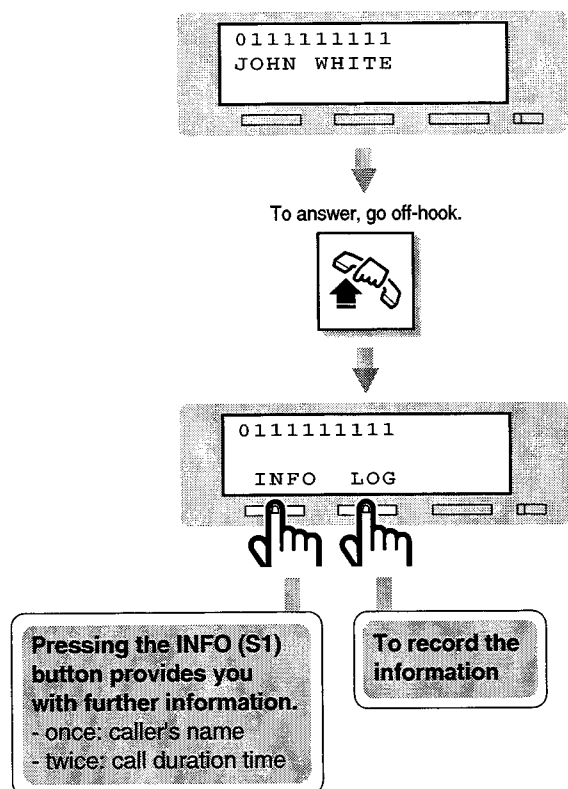 0111111111
JOHN WHITE
To answer, go off-hook.
0111111111
INFO LOG
Pressing the INFO (S1)
button provides you
with further information.
- once: caller's name
- twice: call duration time
To record the
information